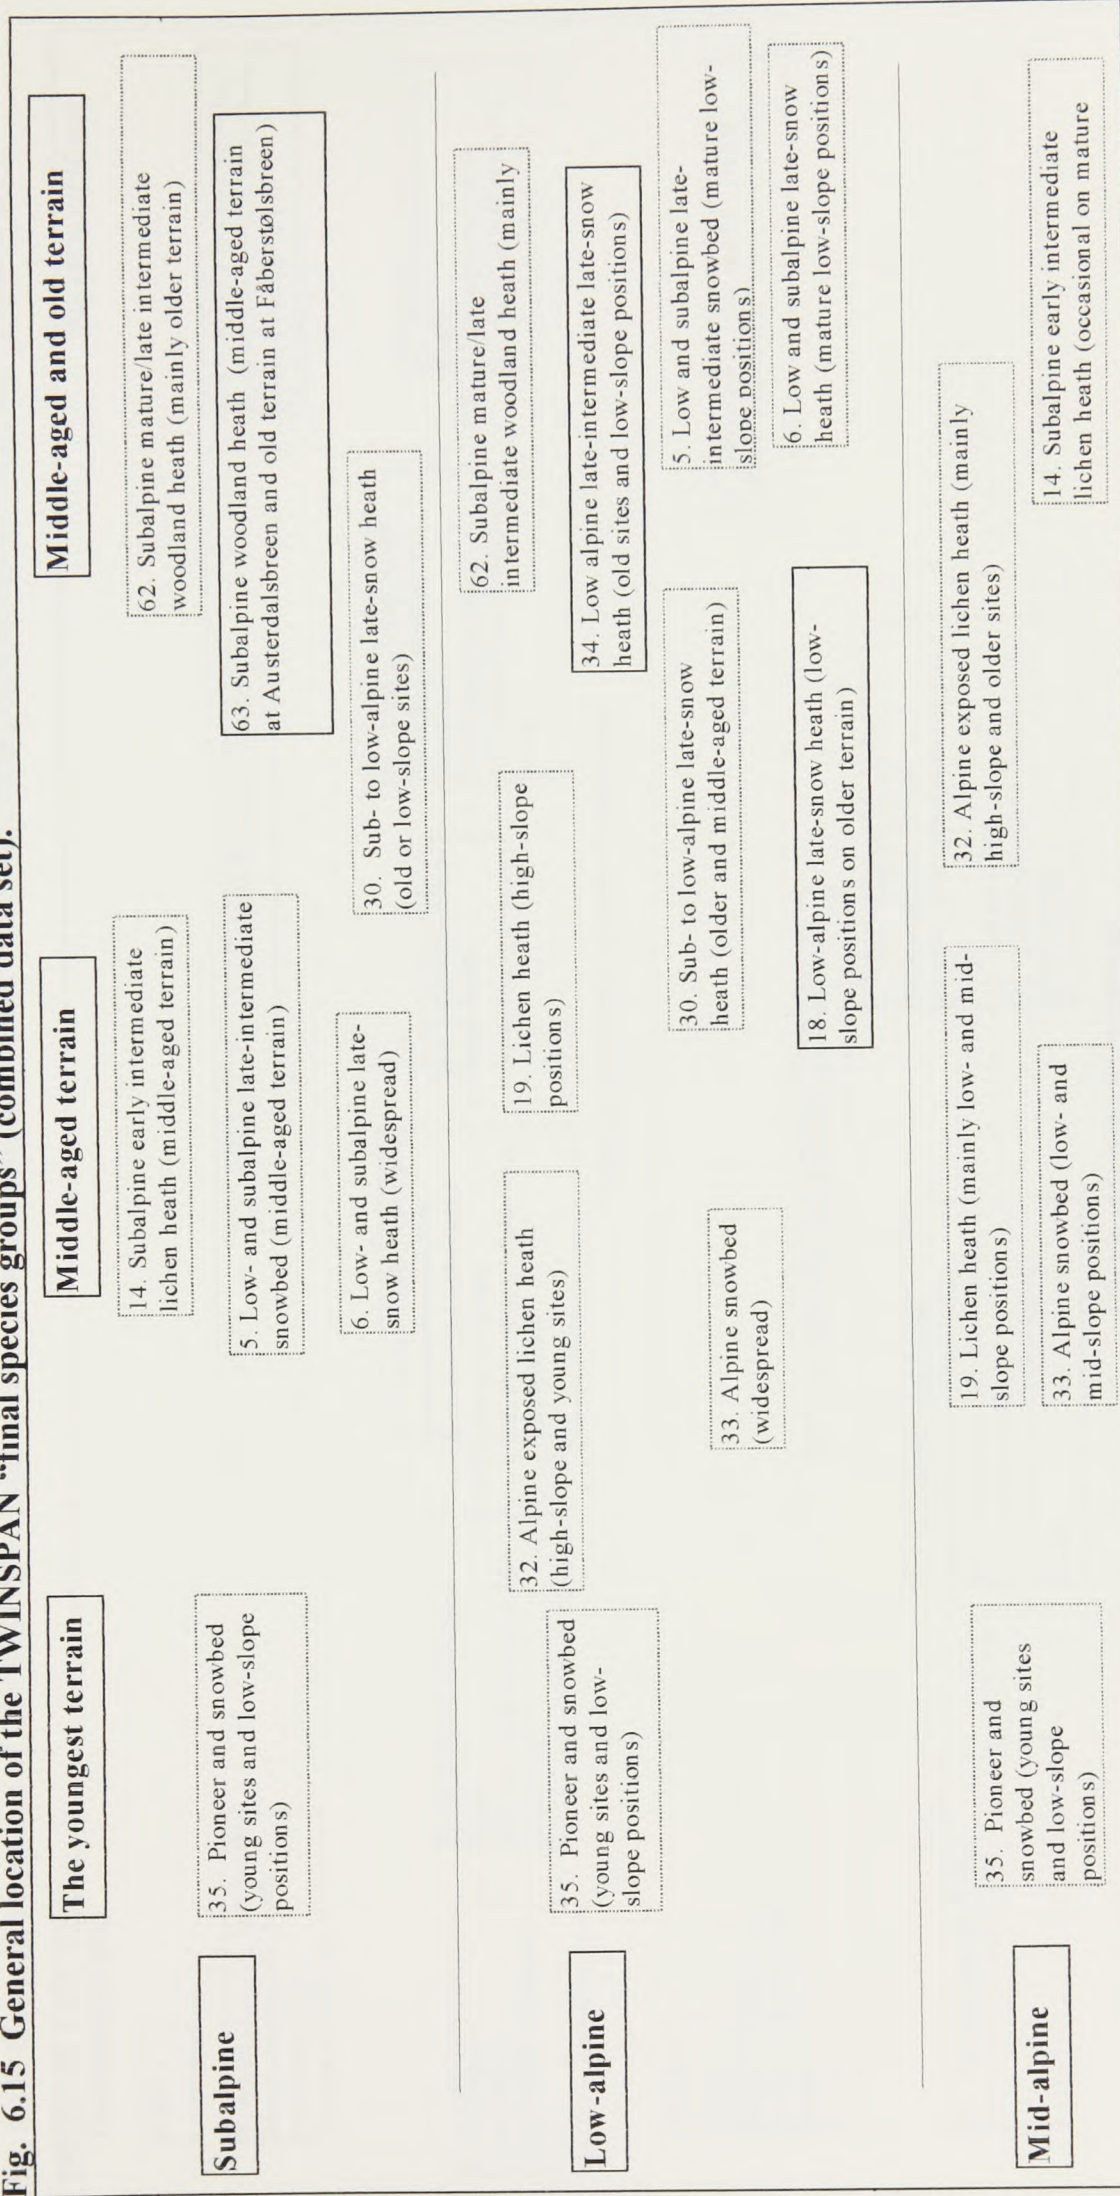 Fig. 6.15 General location of the TWINSPAN "final species groups" (combined data set).
The youngest terrain
Middle-aged terrain
Middle-aged and old terrain
Subalpine
35. Pioneer and snowbed
(young sites and low-slope
positions)
14. Subalpine early intermediate
lichen heath (middle-aged terrain)
5. Low- and subalpine late-intermediate
snowbed (middle-aged terrain)
6. Low- and subalpine late-
snow heath (widespread)
62. Subalpine mature/late intermediate
woodland heath (mainly older terrain)
63. Subalpine woodland heath (middle-aged terrain
at Austerdalsbreen and old terrain at Fåberstølsbreen)
30. Sub- to low-alpine late-snow heath
(old or low-slope sites)
Low-alpine
35. Pioneer and snowbed
(young sites and low-
slope positions)
32. Alpine exposed lichen heath
(high-slope and young sites)
33. Alpine snowbed
(widespread)
19. Lichen heath (high-slope
positions)
30. Sub- to low-alpine late-snow
heath (older and middle-aged terrain)
18. Low-alpine late-snow heath (low-
slope positions on older terrain)
62. Subalpine mature/late
intermediate woodland heath (mainly
34. Low alpine late-intermediate late-snow
heath (old sites and low-slope positions)
5. Low and subalpine late-
intermediate snowbed (mature low-
slope positions)
6. Low and subalpine late-snow
heath (mature low-slope positions)
Mid-alpine
35. Pioneer and
snowbed (young sites
and low-slope
positions)
19. Lichen heath (mainly low- and mid-
slope positions)
33. Alpine snowbed (low- and
mid-slope positions)
32. Alpine exposed lichen heath (mainly
high-slope and older sites)
14. Subalpine early intermediate
lichen heath (occasional on mature